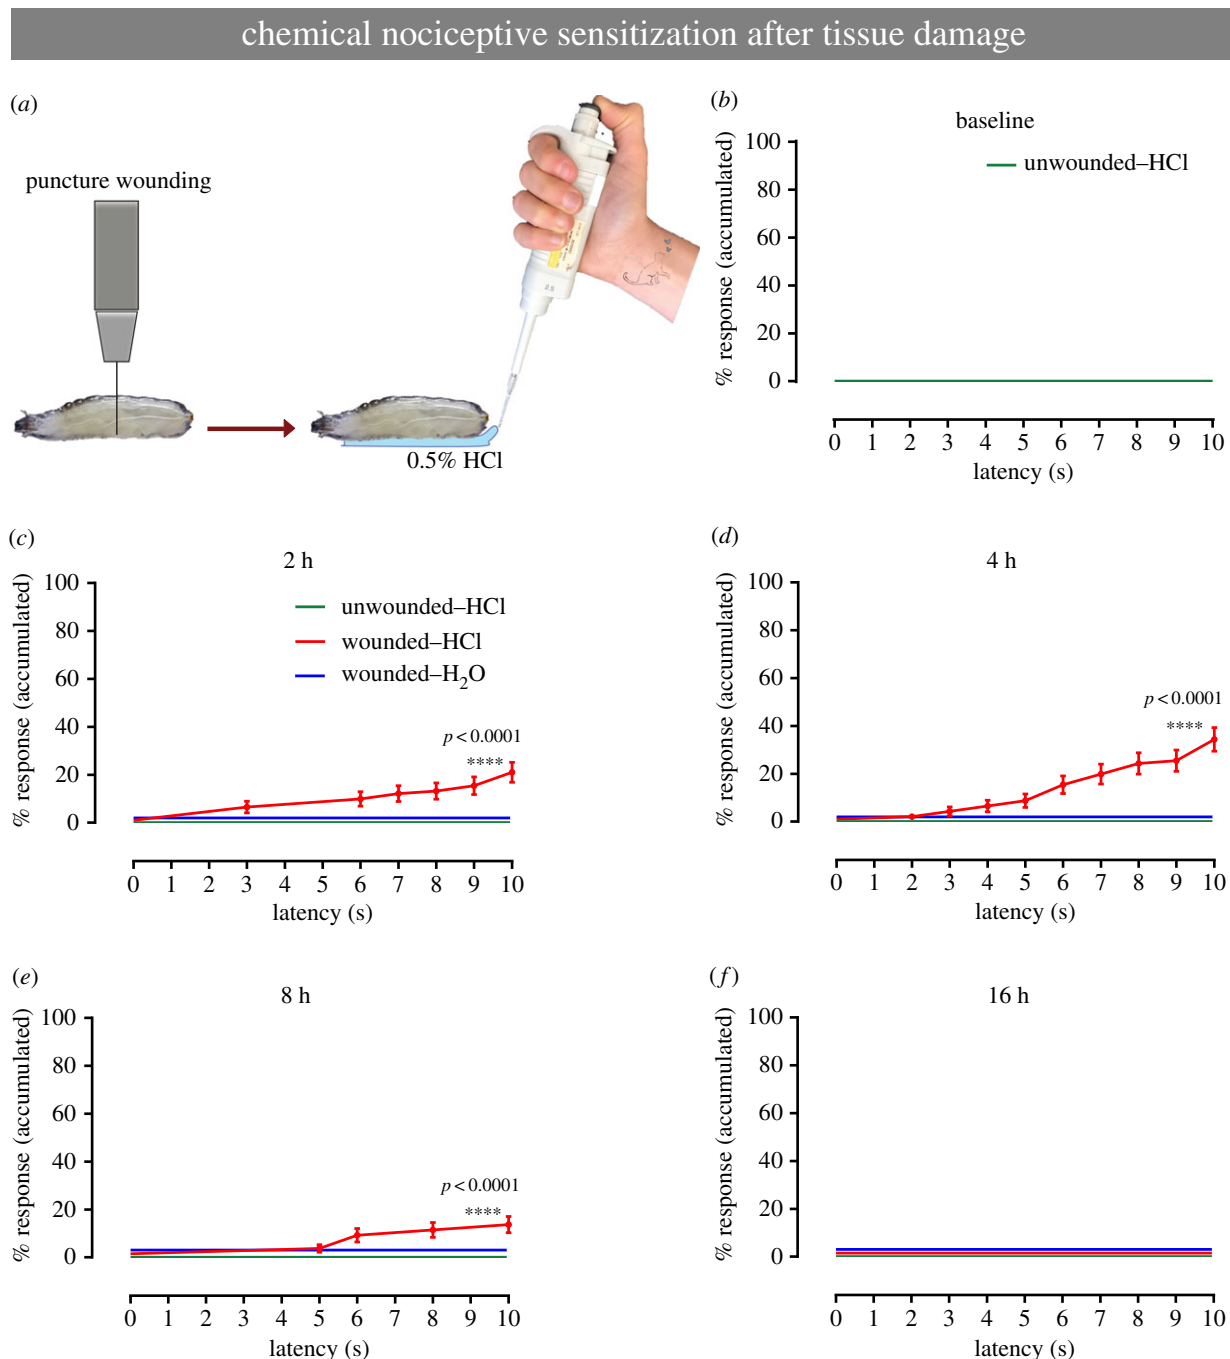 chemical nociceptive sensitization after tissue damage
(a)
puncture wounding
2.5
0.5% HCl
(b)
baseline
unwounded–HCl
% response (accumulated)
100
80
60
40
20
0
0 1 2 3 4 5 6 7 8 9 10
latency (s)
(c)
2 h
unwounded–HCl
wounded–HCl
wounded–H₂O
p < 0.0001
****
% response (accumulated)
100
80
60
40
20
0
0 1 2 3 4 5 6 7 8 9 10
latency (s)
(d)
4 h
p < 0.0001
****
% response (accumulated)
100
80
60
40
20
0
0 1 2 3 4 5 6 7 8 9 10
latency (s)
(e)
8 h
p < 0.0001
****
% response (accumulated)
100
80
60
40
20
0
0 1 2 3 4 5 6 7 8 9 10
latency (s)
(f)
16 h
% response (accumulated)
100
80
60
40
20
0
0 1 2 3 4 5 6 7 8 9 10
latency (s)